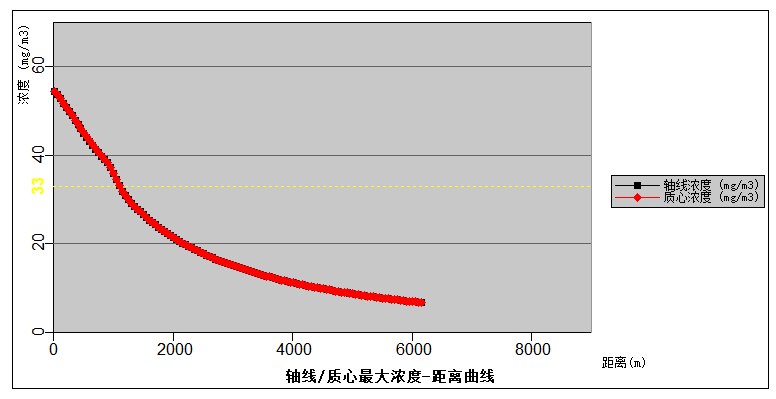 浓度 (mg/m3)
60
40
33
20
0
0 2000 4000 6000 8000
距离(m)
轴线/质心最大浓度-距离曲线
轴线浓度 (mg/m3)
质心浓度 (mg/m3)